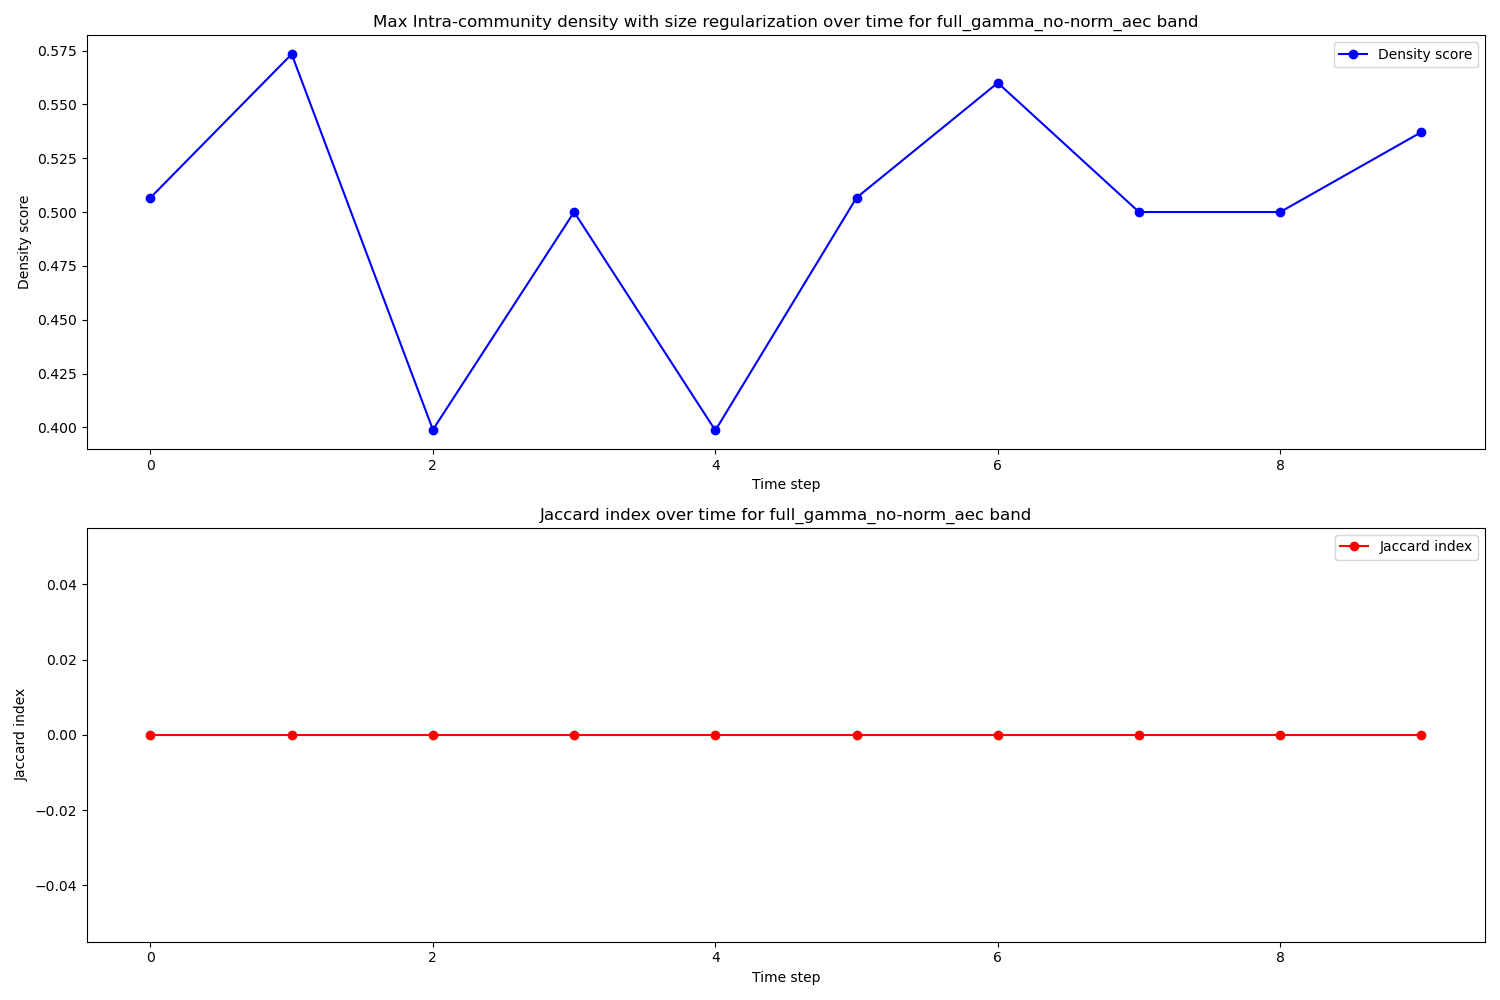 Max Intra-community density with size regularization over time for full_gamma_no-norm_aec band
Density score
0.575
0.550
0.525
0.500
0.475
0.450
0.425
0.400
Density score
0 2 4 6 8
Time step
Jaccard index over time for full_gamma_no-norm_aec band
Jaccard index
0.04
0.02
0.00
−0.02
−0.04
Jaccard index
0 2 4 6 8
Time step